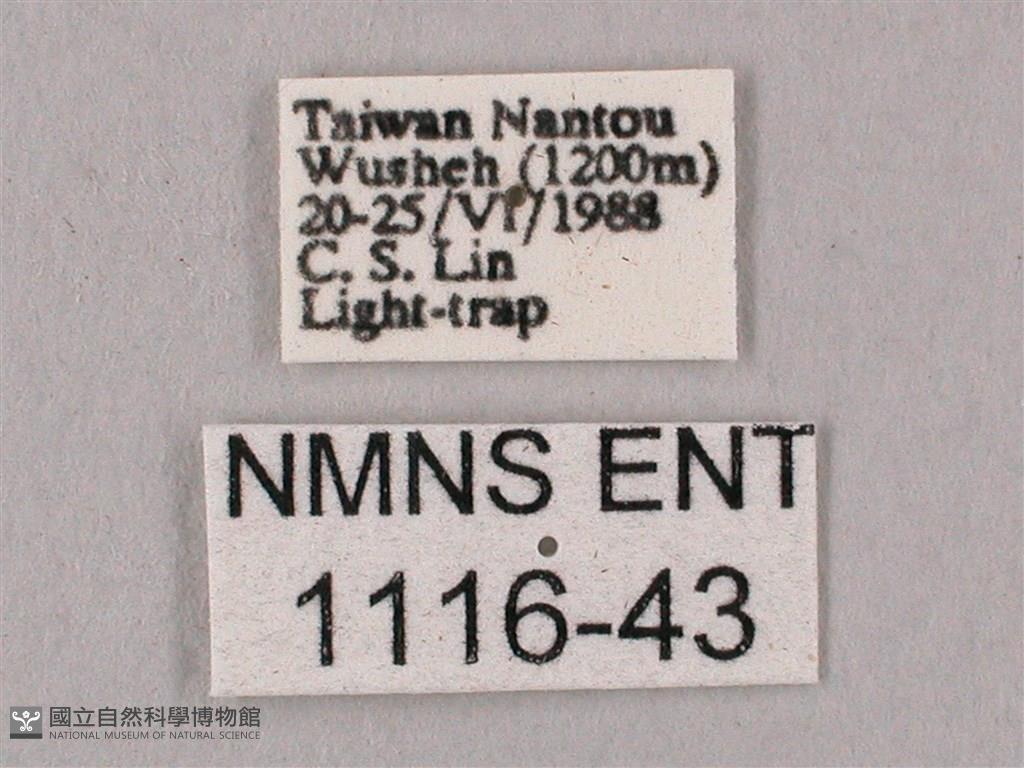 Taiwan Nantou
Wusheh (1200m)
20-25/VI/1988
C. S. Lin
Light-trap
NMNS ENT
1116-43
國立自然科學博物館
NATIONAL MUSEUM OF NATURAL SCIENCE